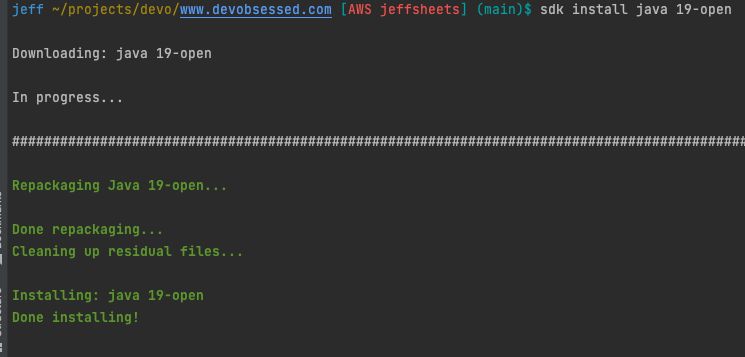 jeff ~/projects/devo/www.devobsessed.com [AWS jeffsheets] (main)$ sdk install java 19-open
Downloading: java 19-open
In progress...
############################################################################################
Repackaging Java 19-open...
Done repackaging...
Cleaning up residual files...
Installing: java 19-open
Done installing!